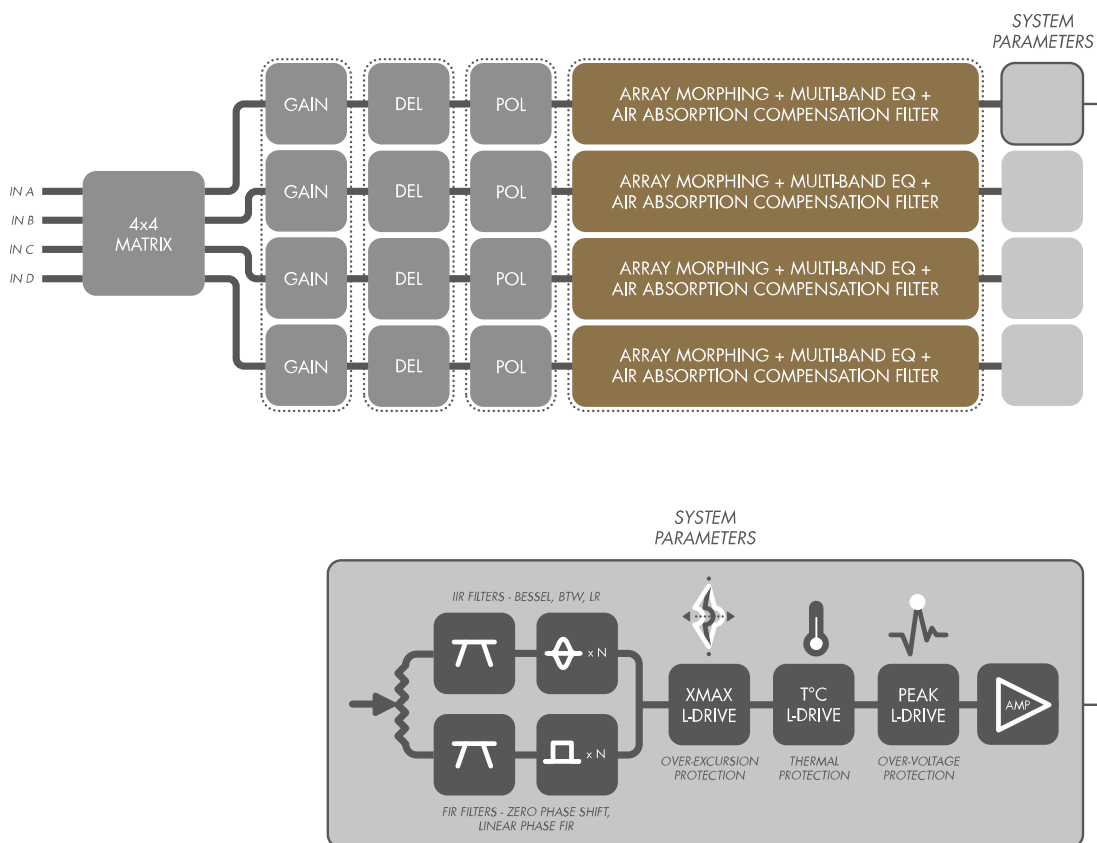 SYSTEM
PARAMETERS
GAIN
DEL
POL
ARRAY MORPHING + MULTI-BAND EQ +
AIR ABSORPTION COMPENSATION FILTER
IN A
IN B
IN C
IN D
4x4
MATRIX
GAIN
DEL
POL
ARRAY MORPHING + MULTI-BAND EQ +
AIR ABSORPTION COMPENSATION FILTER
GAIN
DEL
POL
ARRAY MORPHING + MULTI-BAND EQ +
AIR ABSORPTION COMPENSATION FILTER
GAIN
DEL
POL
ARRAY MORPHING + MULTI-BAND EQ +
AIR ABSORPTION COMPENSATION FILTER
SYSTEM
PARAMETERS
IIR FILTERS - BESSEL, BTW, LR
x N
x N
FIR FILTERS - ZERO PHASE SHIFT,
LINEAR PHASE FIR
XMAX
L-DRIVE
OVER-EXCURSION
PROTECTION
T°C
L-DRIVE
THERMAL
PROTECTION
PEAK
L-DRIVE
OVER-VOLTAGE
PROTECTION
AMP